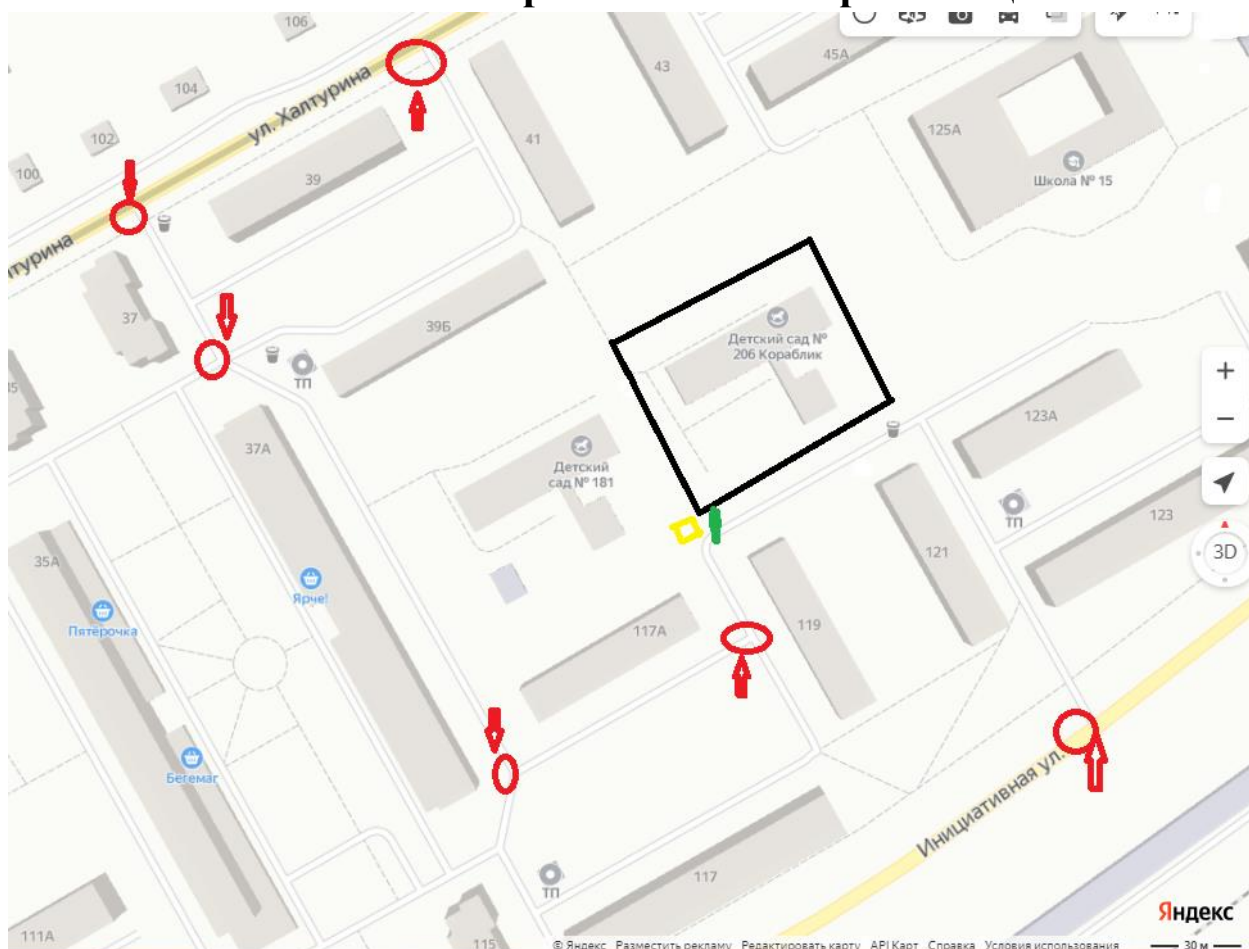 106
45А
43
104
ул. Халтурина
125А
102
41
Школа № 15
100
39
37
39Б
Детский сад №
206 Кораблик
ТП
123А
37А
Детский
сад № 181
ТП
123
3D
35А
121
Ярче!
Пятёрочка
117А
119
Бегемаг
Инициативная ул.
ТП
117
Яндекс
111А
115
© Яндекс Разместить рекламу Редактировать карту API Карт Справка Условия использования
30 м